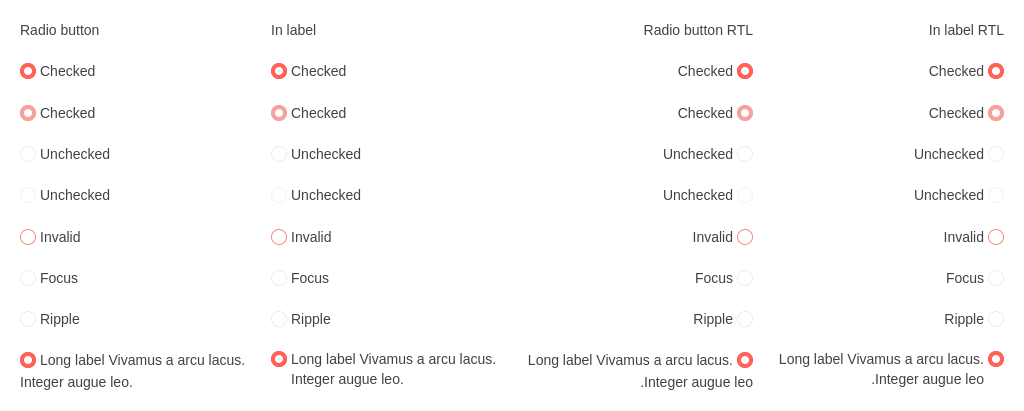 Radio button
In label
Radio button RTL
In label RTL
Checked
Checked
Checked
Checked
Checked
Checked
Checked
Checked
Unchecked
Unchecked
Unchecked
Unchecked
Unchecked
Unchecked
Unchecked
Unchecked
Invalid
Invalid
Invalid
Invalid
Focus
Focus
Focus
Focus
Ripple
Ripple
Ripple
Ripple
Long label Vivamus a arcu lacus.
Integer augue leo.
Long label Vivamus a arcu lacus.
Integer augue leo.
Long label Vivamus a arcu lacus.
.Integer augue leo
Long label Vivamus a arcu lacus.
.Integer augue leo